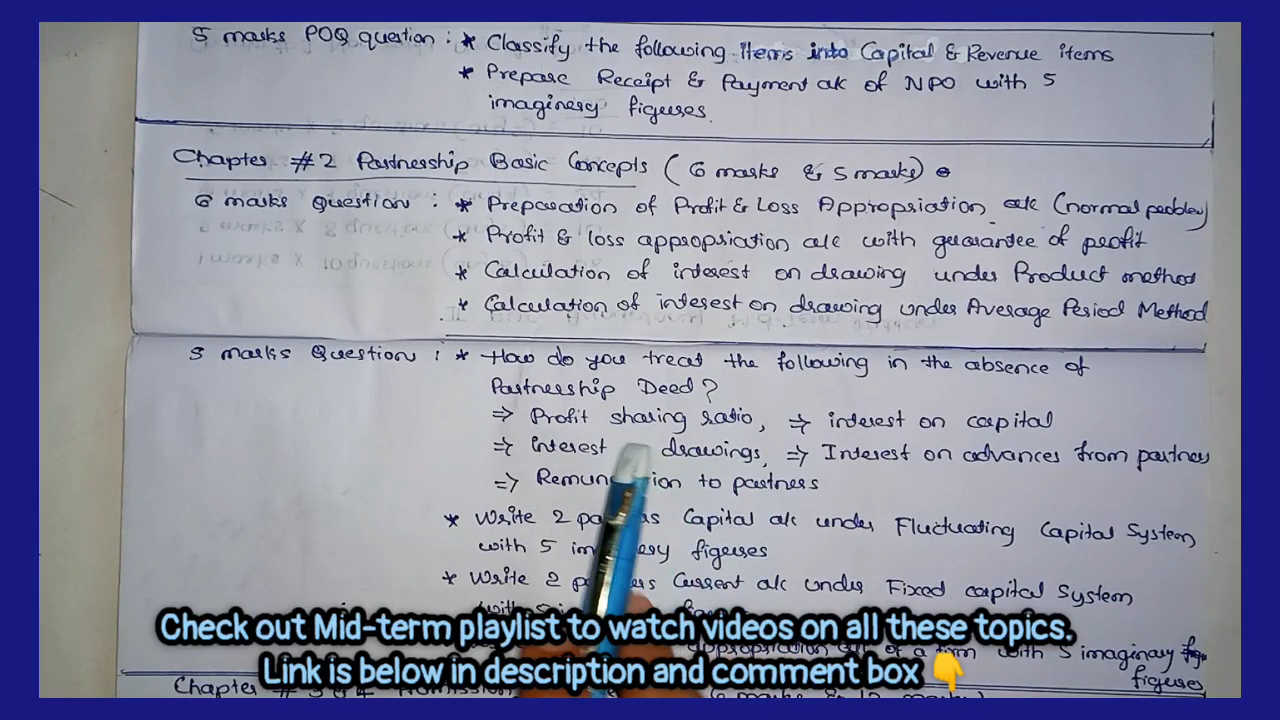 5 marks POQ question : * Classify the following items into Capital & Revenue items
* Prepare Receipt & Payment a/c of NPO with 5
imaginary figures.
Chapter #2 Partnership Basic Concepts (6 marks & 5 marks)
6 marks Question : * Preparation of Profit & Loss Appropriation a/c (normal problem)
* Profit & loss appropriation a/c with guarantee of profit
* Calculation of interest on drawing under Product method
* Calculation of interest on drawing under Average Period Method
5 marks Question : * How do you treat the following in the absence of
Partnership Deed?
⇒ Profit sharing ratio, ⇒ interest on capital
⇒ interest drawings, ⇒ Interest on advances from partners
⇒ to partners
* Write 2 Capital a/c under Fluctuating Capital System
with 5 figures
* Write 2 Current a/c under Fixed capital System
of a firm with 5 imaginary
figures
Check out Mid-term playlist to watch videos on all these topics.
Link is below in description and comment box 👇
Chapter #